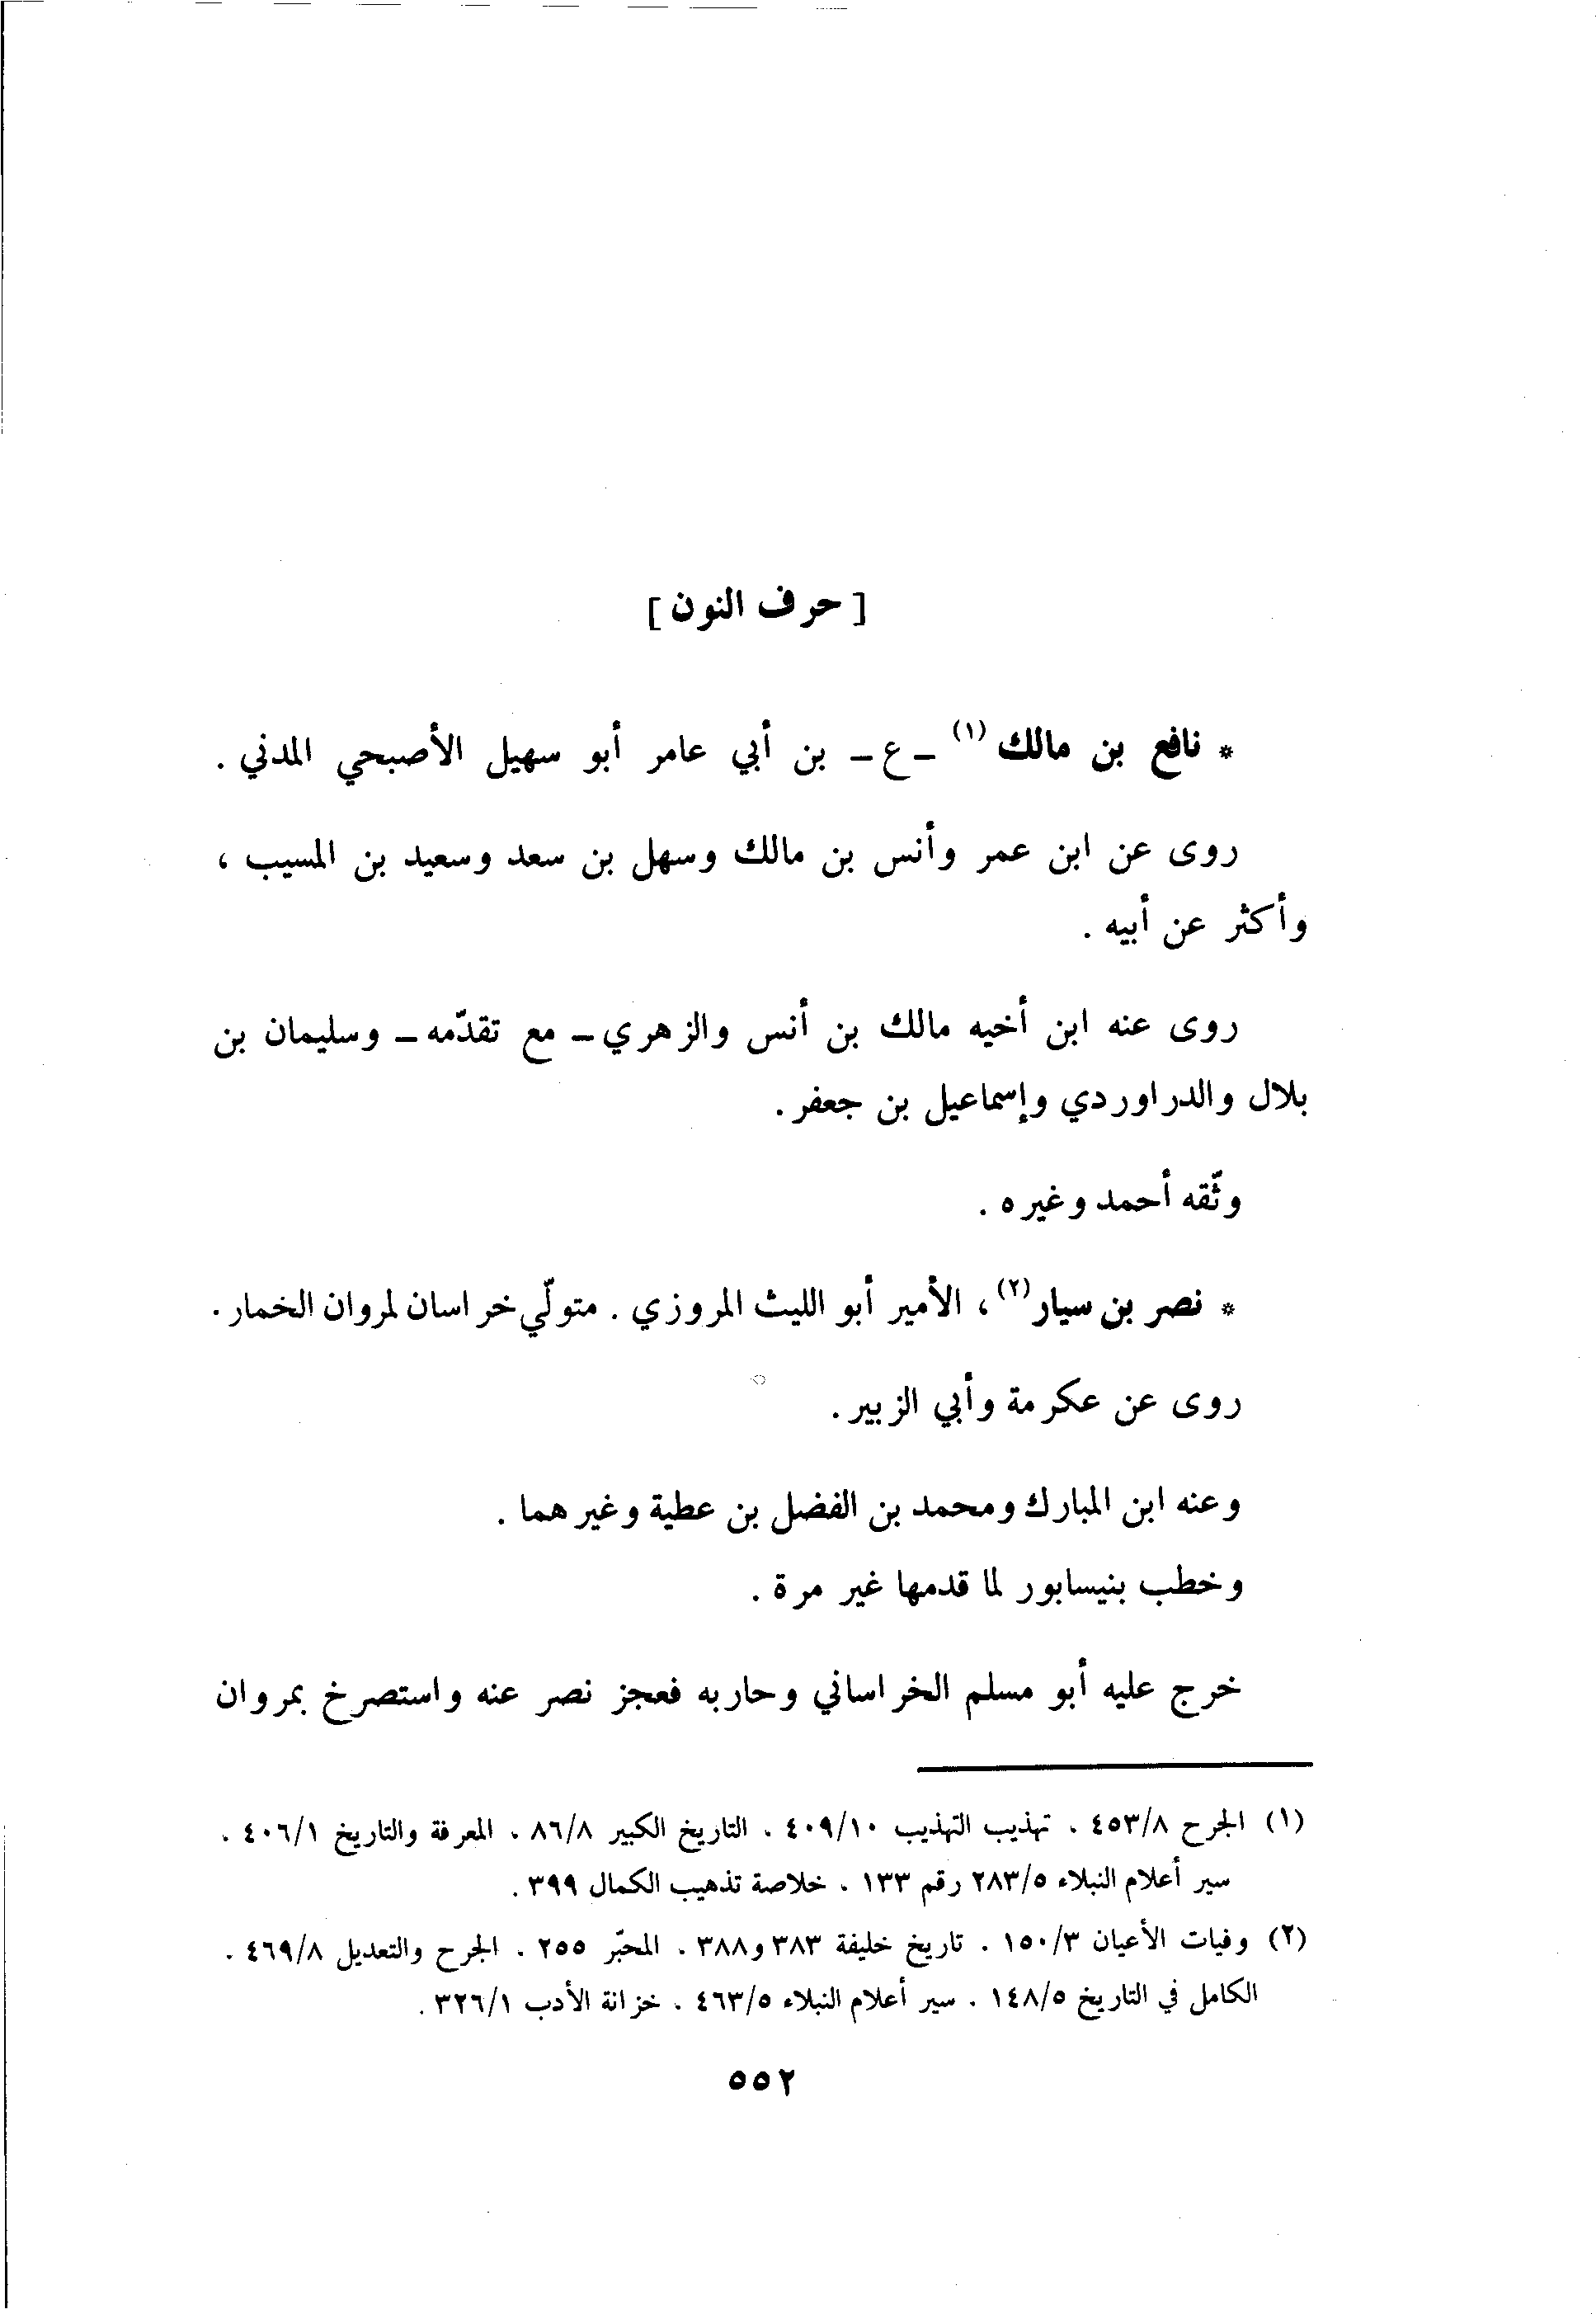 [ حرف النون ]
* نافع بن مالك (١) ـ ع ـ بن أبي عامر أبو سهيل الأصبحي المدني .
روى عن ابن عمر وأنس بن مالك وسهل بن سعد وسعيد بن المسيب ،
وأكثر عن أبيه .
روى عنه ابن أخيه مالك بن أنس والزهري ـ مع تقدّمه ـ وسليمان بن
بلال والدراوردي وإسماعيل بن جعفر .
وثّقه أحمد وغيره .
* نصر بن سيار (٢) ، الأمير أبو الليث المروزي . متولّي خراسان لمروان الخمار .
روى عن عكرمة وأبي الزبير .
وعنه ابن المبارك ومحمد بن الفضل بن عطية وغيرهما .
وخطب بنيسابور لما قدمها غير مرة .
خرج عليه أبو مسلم الخراساني وحاربه فعجز نصر عنه واستصرخ بمروان
(١) الجرح ٤٥٣/٨ . تهذيب التهذيب ٤٠٩/١٠ . التاريخ الكبير ٨٦/٨ . المعرفة والتاريخ ٤٠٦/١ .
سير أعلام النبلاء ٢٨٣/٥ رقم ١٣٣ . خلاصة تذهيب الكمال ٣٩٩ .
(٢) وفيات الأعيان ١٥٠/٣ . تاريخ خليفة ٣٨٣ و٣٨٨ . المحبّر ٢٥٥ . الجرح والتعديل ٤٦٩/٨ .
الكامل في التاريخ ١٤٨/٥ . سير أعلام النبلاء ٤٦٣/٥ . خزانة الأدب ٣٢٦/١ .
٥٥٢